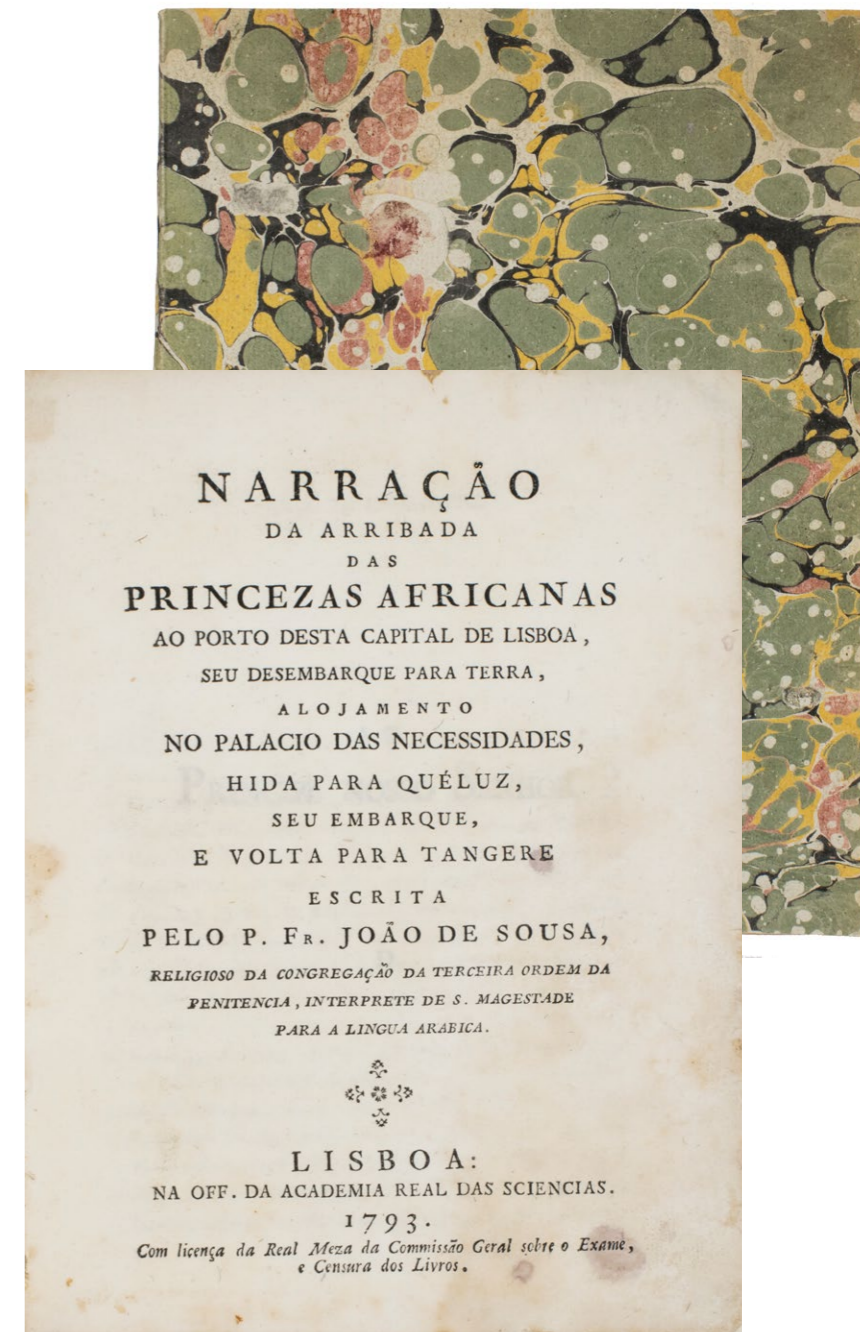 NARRAÇÃO
DA ARRIBADA
DAS
PRINCEZAS AFRICANAS
AO PORTO DESTA CAPITAL DE LISBOA,
SEU DESEMBARQUE PARA TERRA,
ALOJAMENTO
NO PALACIO DAS NECESSIDADES,
HIDA PARA QUÉLUZ,
SEU EMBARQUE,
E VOLTA PARA TANGERE
ESCRITA
PELO P. Fr. JOÃO DE SOUSA,
RELIGIOSO DA CONGREGAÇÃO DA TERCEIRA ORDEM DA
PENITENCIA, INTERPRETE DE S. MAGESTADE
PARA A LINGUA ARABICA.
LISBOA:
NA OFF. DA ACADEMIA REAL DAS SCIENCIAS.
1793.
Com licença da Real Meza da Commissão Geral sobre o Exame,
e Censura dos Livros.